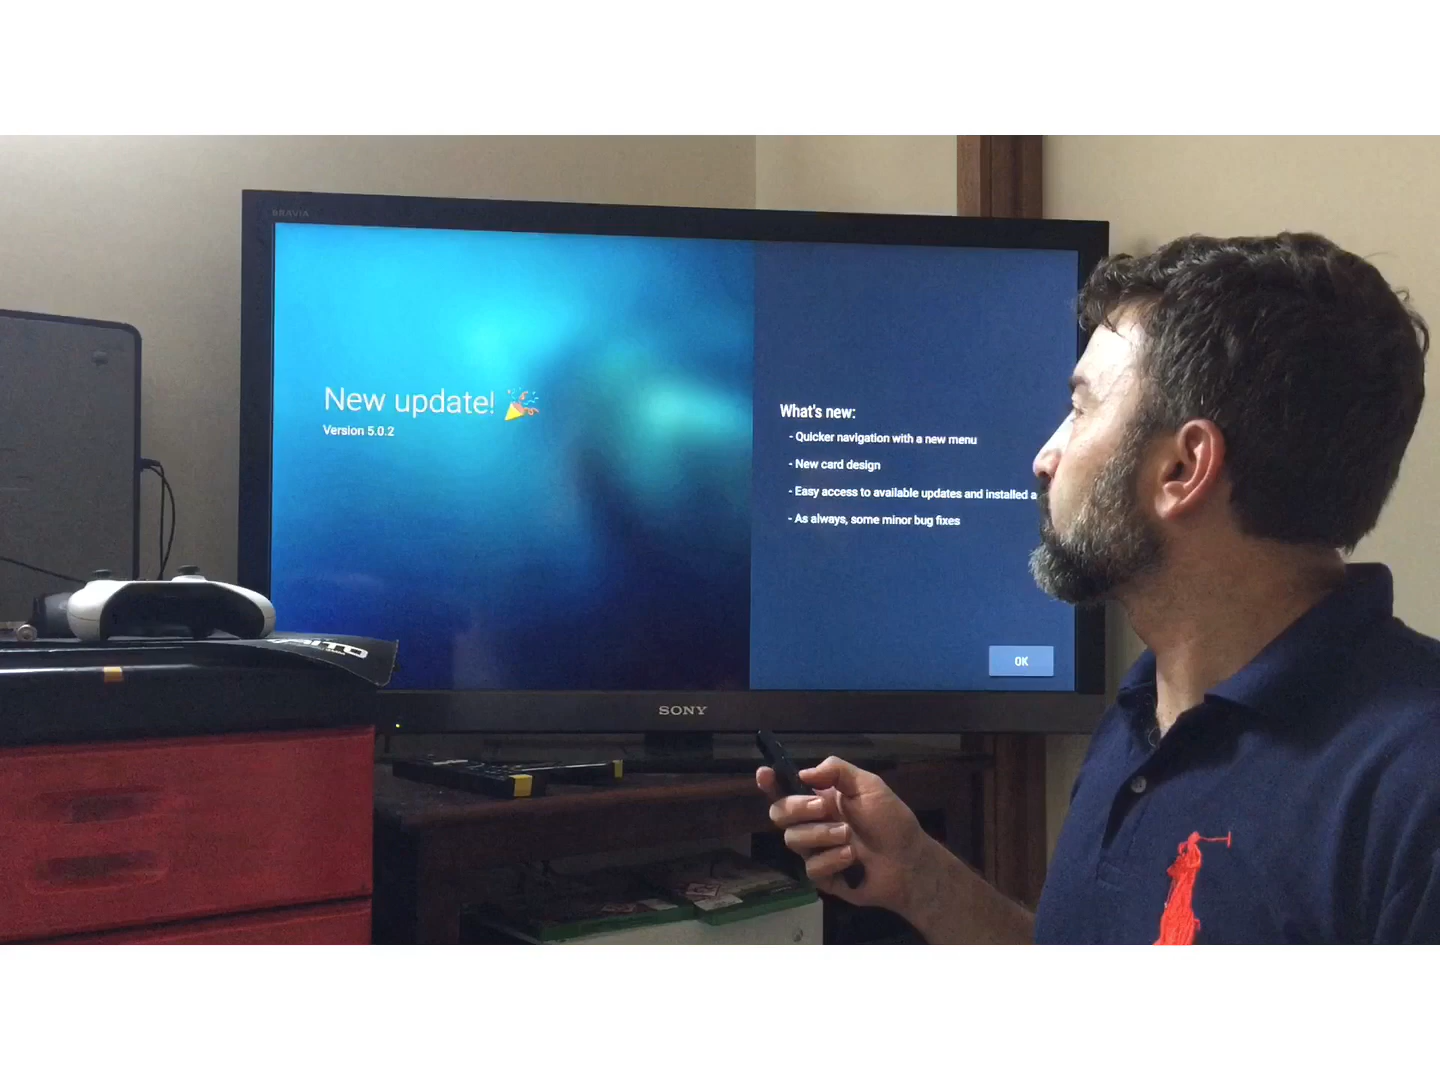 BRAVIA
New update!
Version 5.0.2
What's new:
- Quicker navigation with a new menu
- New card design
- Easy access to available updates and installed a
- As always, some minor bug fixes
OK
SONY